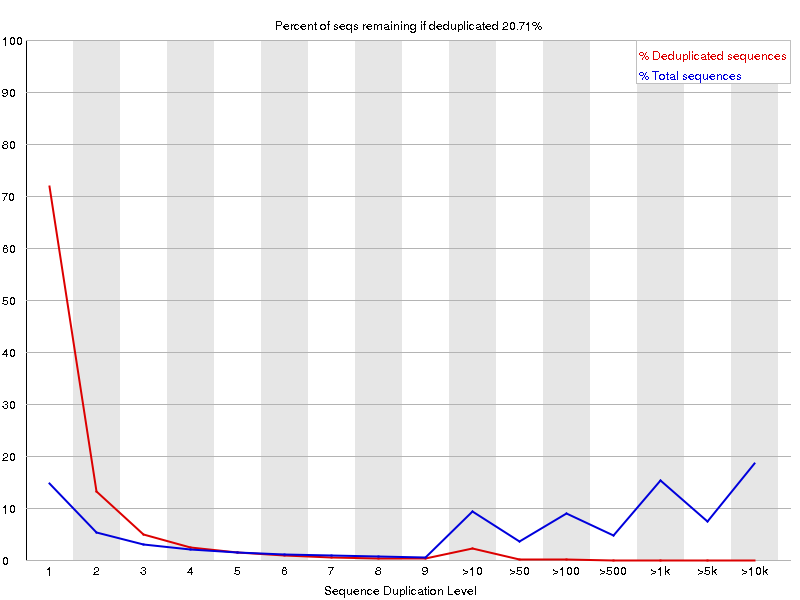 Percent of seqs remaining if deduplicated 20.71%
% Deduplicated sequences
% Total sequences
100
90
80
70
60
50
40
30
20
10
0
1 2 3 4 5 6 7 8 9 >10 >50 >100 >500 >1k >5k >10k
Sequence Duplication Level